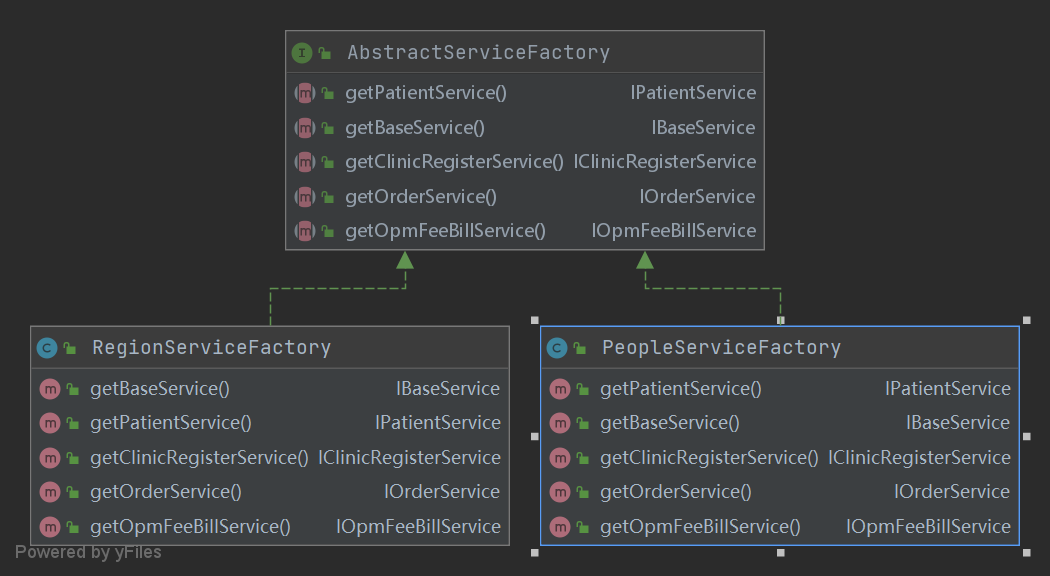 I AbstractServiceFactory
m getPatientService() IPatientService
m getBaseService() IBaseService
m getClinicRegisterService() IClinicRegisterService
m getOrderService() IOrderService
m getOpmFeeBillService() IOpmFeeBillService
C RegionServiceFactory
m getBaseService() IBaseService
m getPatientService() IPatientService
m getClinicRegisterService() IClinicRegisterService
m getOrderService() IOrderService
m getOpmFeeBillService() IOpmFeeBillService
C PeopleServiceFactory
m getPatientService() IPatientService
m getBaseService() IBaseService
m getClinicRegisterService() IClinicRegisterService
m getOrderService() IOrderService
m getOpmFeeBillService() IOpmFeeBillService
Powered by yFiles